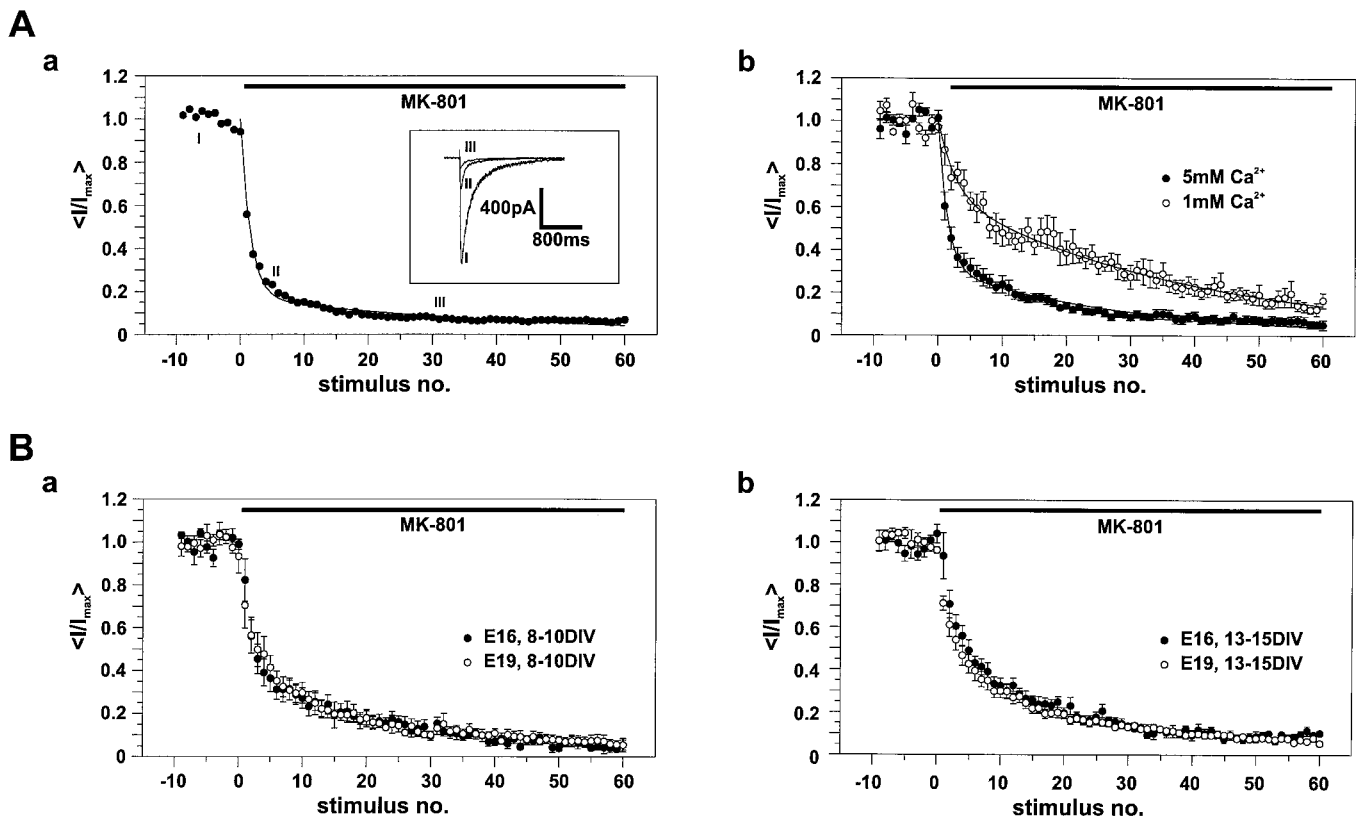 A
a
1.2
1.0
0.8
0.6
0.4
0.2
0
<I/Imax>
MK-801
I
II
III
III
II
I
400pA
800ms
-10 0 10 20 30 40 50 60
stimulus no.
b
1.2
1.0
0.8
0.6
0.4
0.2
0
<I/Imax>
MK-801
5mM Ca2+
1mM Ca2+
-10 0 10 20 30 40 50 60
stimulus no.
B
a
1.2
1.0
0.8
0.6
0.4
0.2
0
<I/Imax>
MK-801
E16, 8-10DIV
E19, 8-10DIV
-10 0 10 20 30 40 50 60
stimulus no.
b
1.2
1.0
0.8
0.6
0.4
0.2
0
<I/Imax>
MK-801
E16, 13-15DIV
E19, 13-15DIV
-10 0 10 20 30 40 50 60
stimulus no.